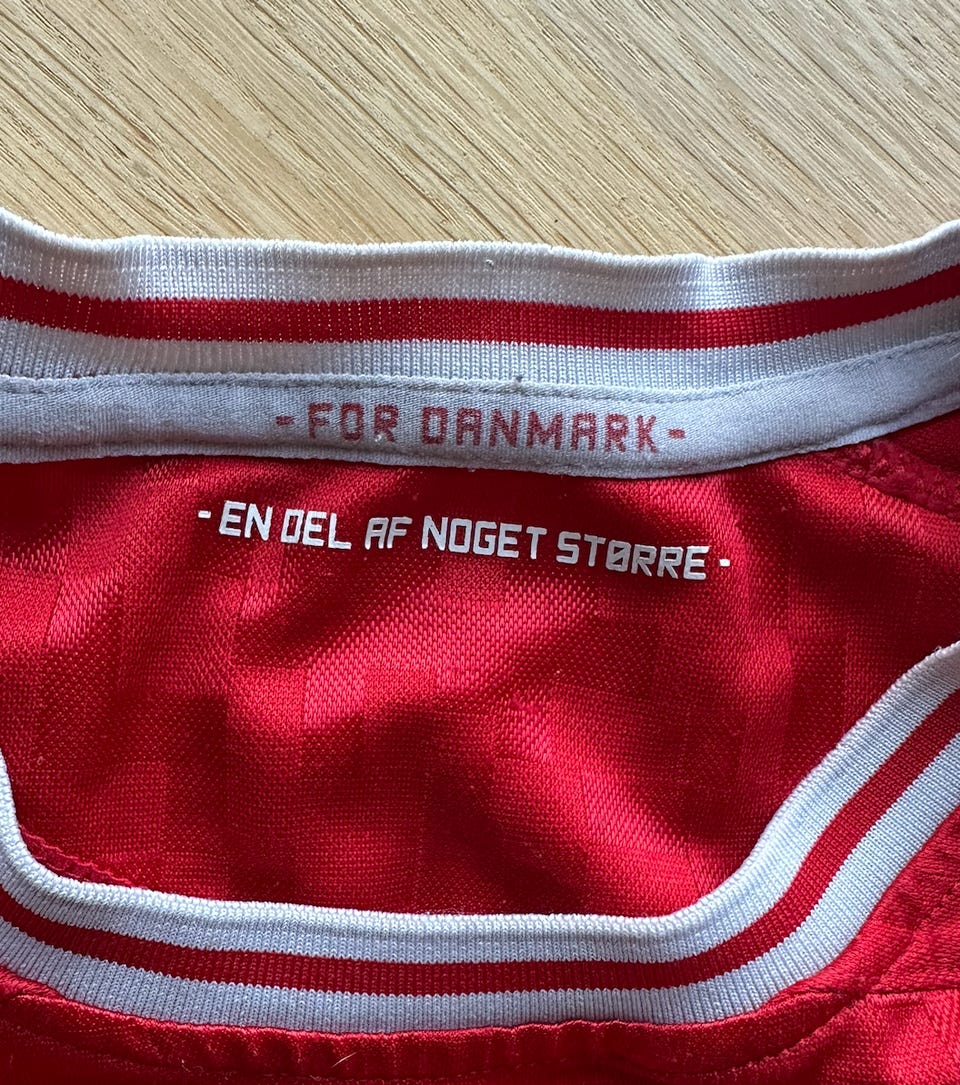 - FOR DANMARK -
- EN DEL AF NOGET STØRRE -